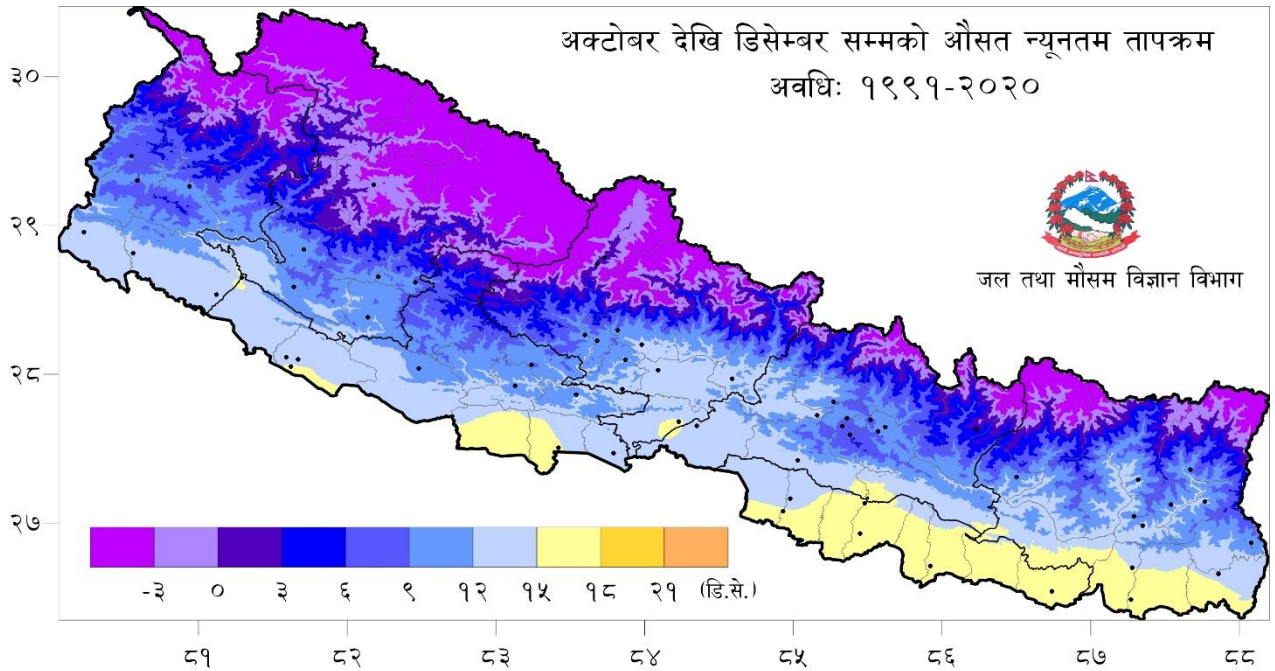 अक्टोबर देखि डिसेम्बर सम्मको औसत न्यूनतम तापक्रम
अवधिः १९९१-२०२०
जल तथा मौसम विज्ञान विभाग
३०
२९
२८
२७
-३ ० ३ ६ ९ १२ १५ १८ २१ (डि.से.)
८१ ८२ ८३ ८४ ८५ ८६ ८७ ८८